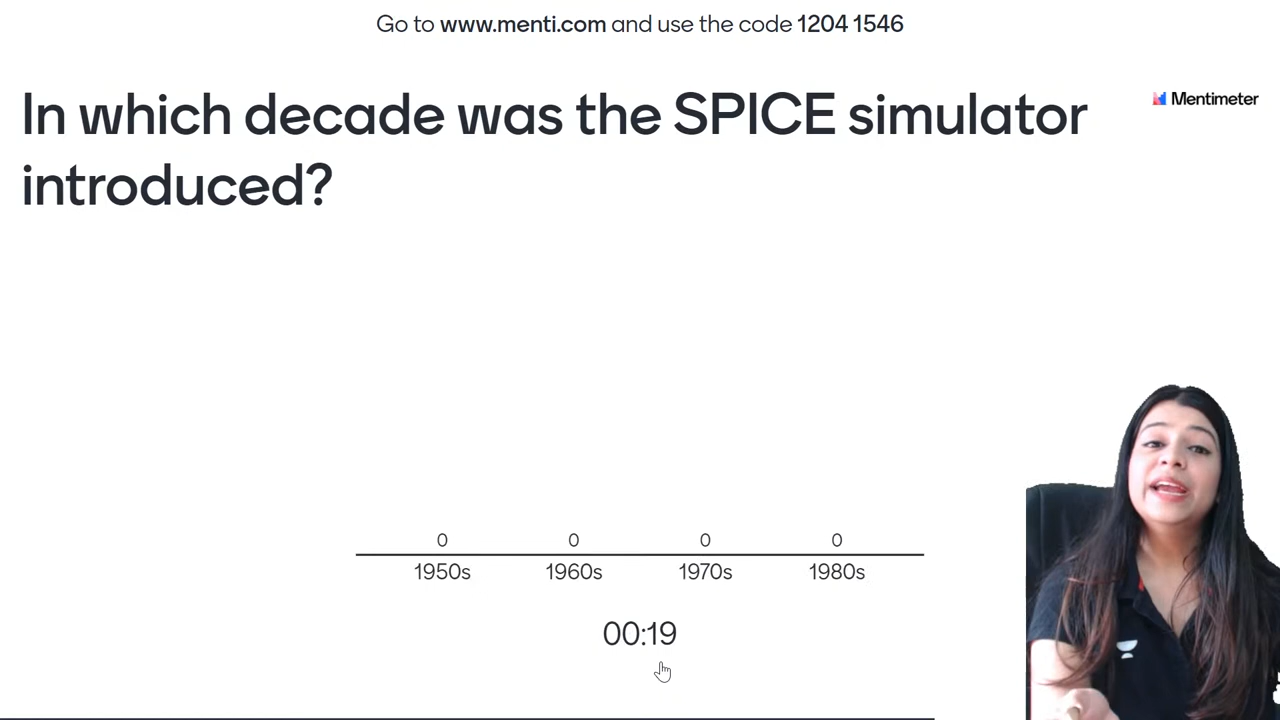 Go to www.menti.com and use the code 1204 1546
In which decade was the SPICE simulator
introduced?
Mentimeter
0 0 0 0
1950s 1960s 1970s 1980s
00:19